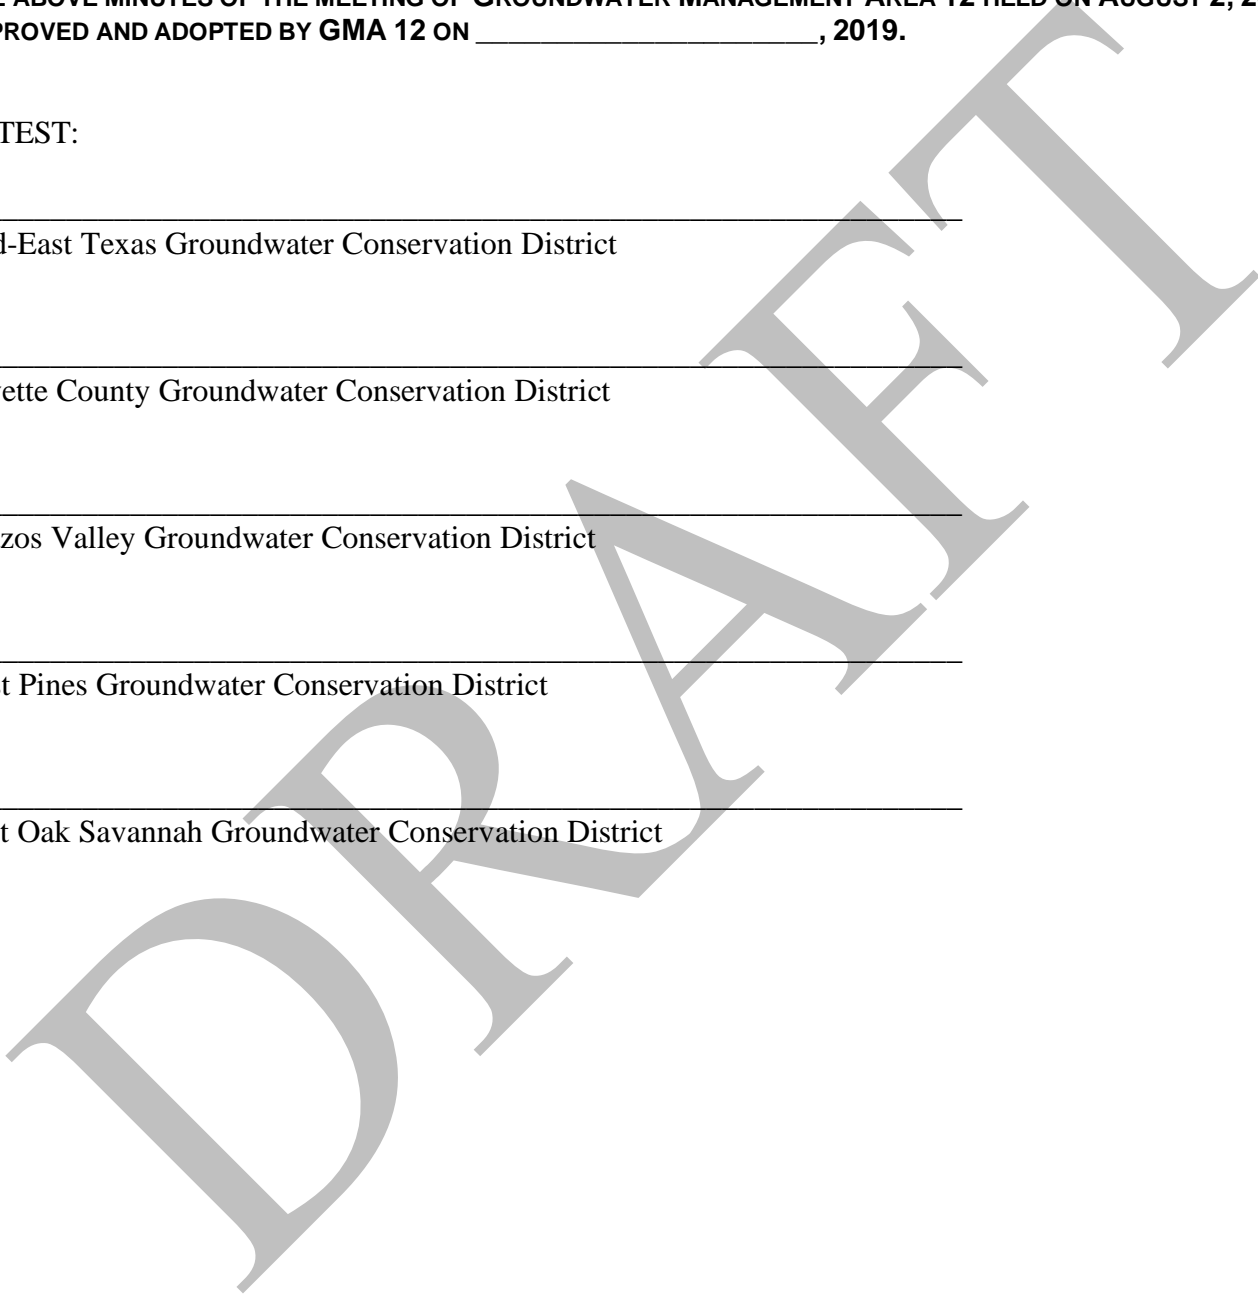 E ABOVE MINUTES OF THE MEETING OF GROUNDWATER MANAGEMENT AREA 12 HELD ON AUGUST 2, 2
PROVED AND ADOPTED BY GMA 12 ON ______________________, 2019.
TEST:
d-East Texas Groundwater Conservation District
ette County Groundwater Conservation District
zos Valley Groundwater Conservation District
t Pines Groundwater Conservation District
t Oak Savannah Groundwater Conservation District
DRAFT